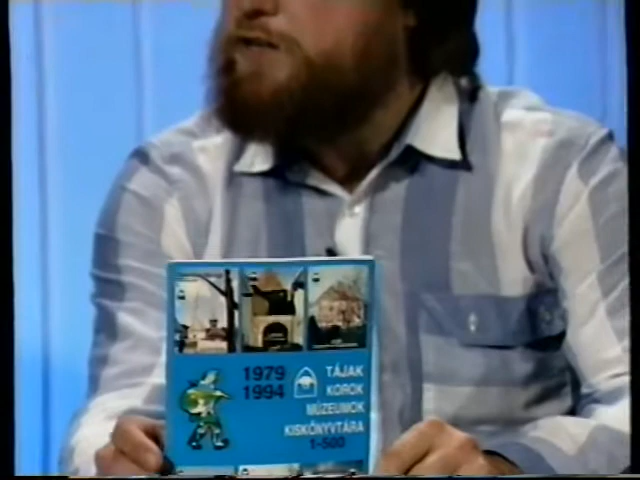 1979
1994
TÁJAK
KOROK
MÚZEUMOK
KISKÖNYVTÁRA
1-500